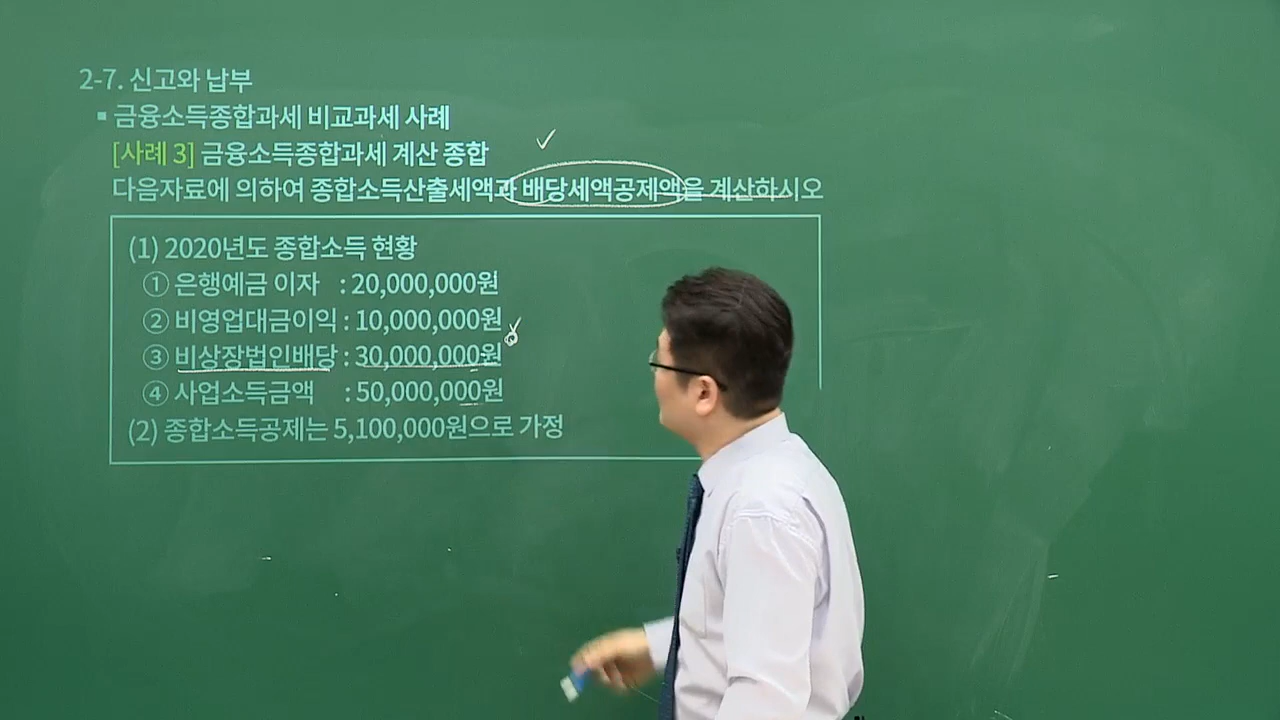 2-7. 신고와 납부
▪ 금융소득종합과세 비교과세 사례
[사례 3] 금융소득종합과세 계산 종합
다음자료에 의하여 종합소득산출세액과 배당세액공제액을 계산하시오
(1) 2020년도 종합소득 현황
① 은행예금 이자 : 20,000,000원
② 비영업대금이익 : 10,000,000원
③ 비상장법인배당 : 30,000,000원
④ 사업소득금액 : 50,000,000원
(2) 종합소득공제는 5,100,000원으로 가정